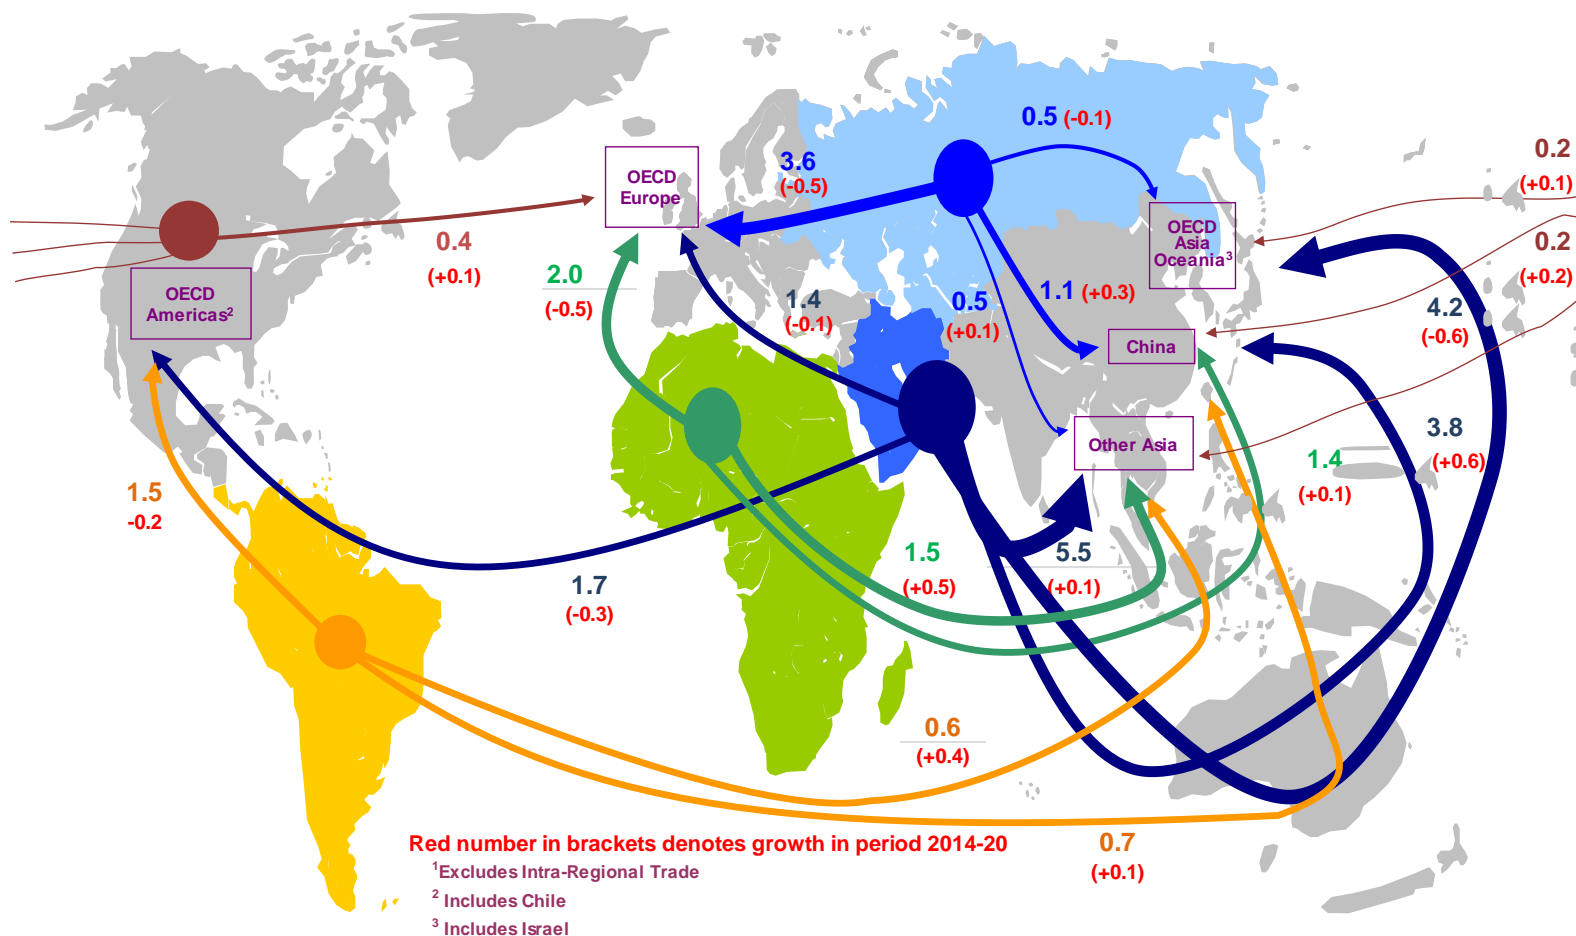 0.5 (-0.1)
0.2
(+0.1)
3.6
(-0.5)
OECD
Europe
OECD
Asia
Oceania3
0.4
(+0.1)
0.2
(+0.2)
2.0
(-0.5)
1.4
(-0.1)
0.5
(+0.1)
1.1 (+0.3)
OECD
Americas2
4.2
(-0.6)
China
Other Asia
3.8
(+0.6)
1.4
(+0.1)
1.5
-0.2
1.5
(+0.5)
5.5
(+0.1)
1.7
(-0.3)
0.6
(+0.4)
0.7
(+0.1)
Red number in brackets denotes growth in period 2014-20
1Excludes Intra-Regional Trade
2 Includes Chile
3 Includes Israel